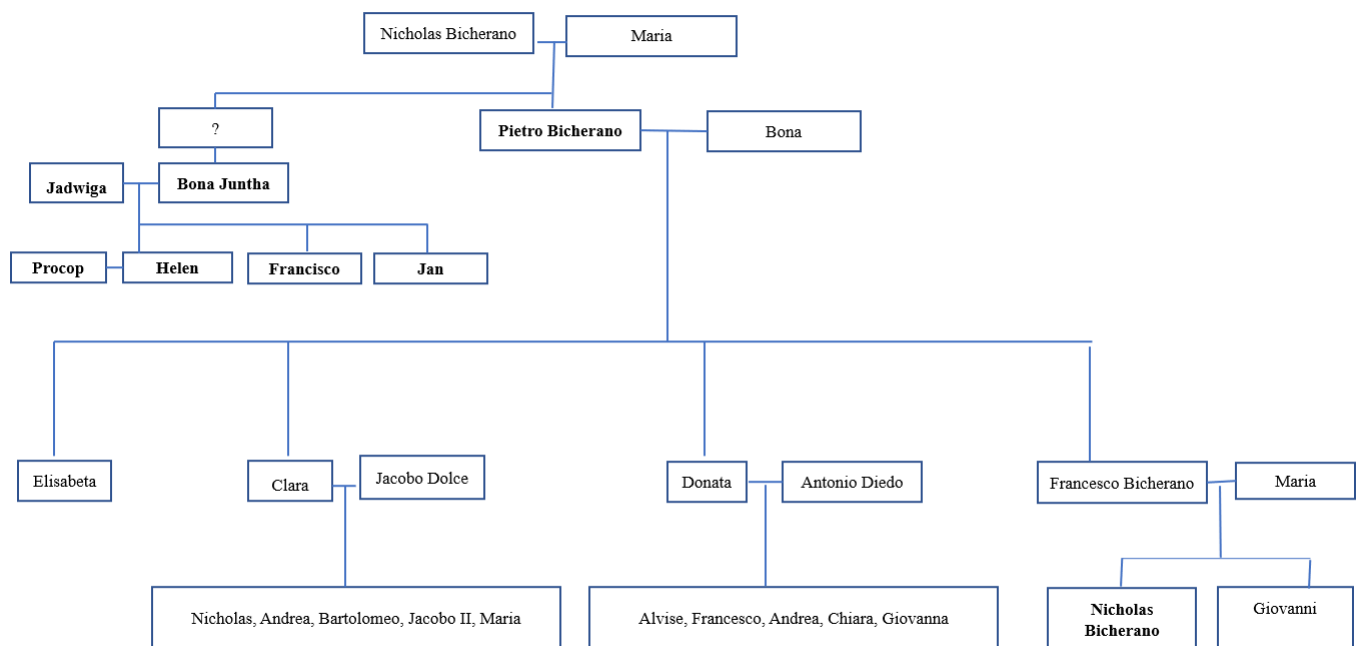 Nicholas Bicherano
Maria
?
Pietro Bicherano
Bona
Jadwiga
Bona Juntha
Procop
Helen
Francisco
Jan
Elisabeta
Clara
Jacobo Dolce
Donata
Antonio Diedo
Francesco Bicherano
Maria
Nicholas, Andrea, Bartolomeo, Jacobo II, Maria
Alvise, Francesco, Andrea, Chiara, Giovanna
Nicholas
Bicherano
Giovanni